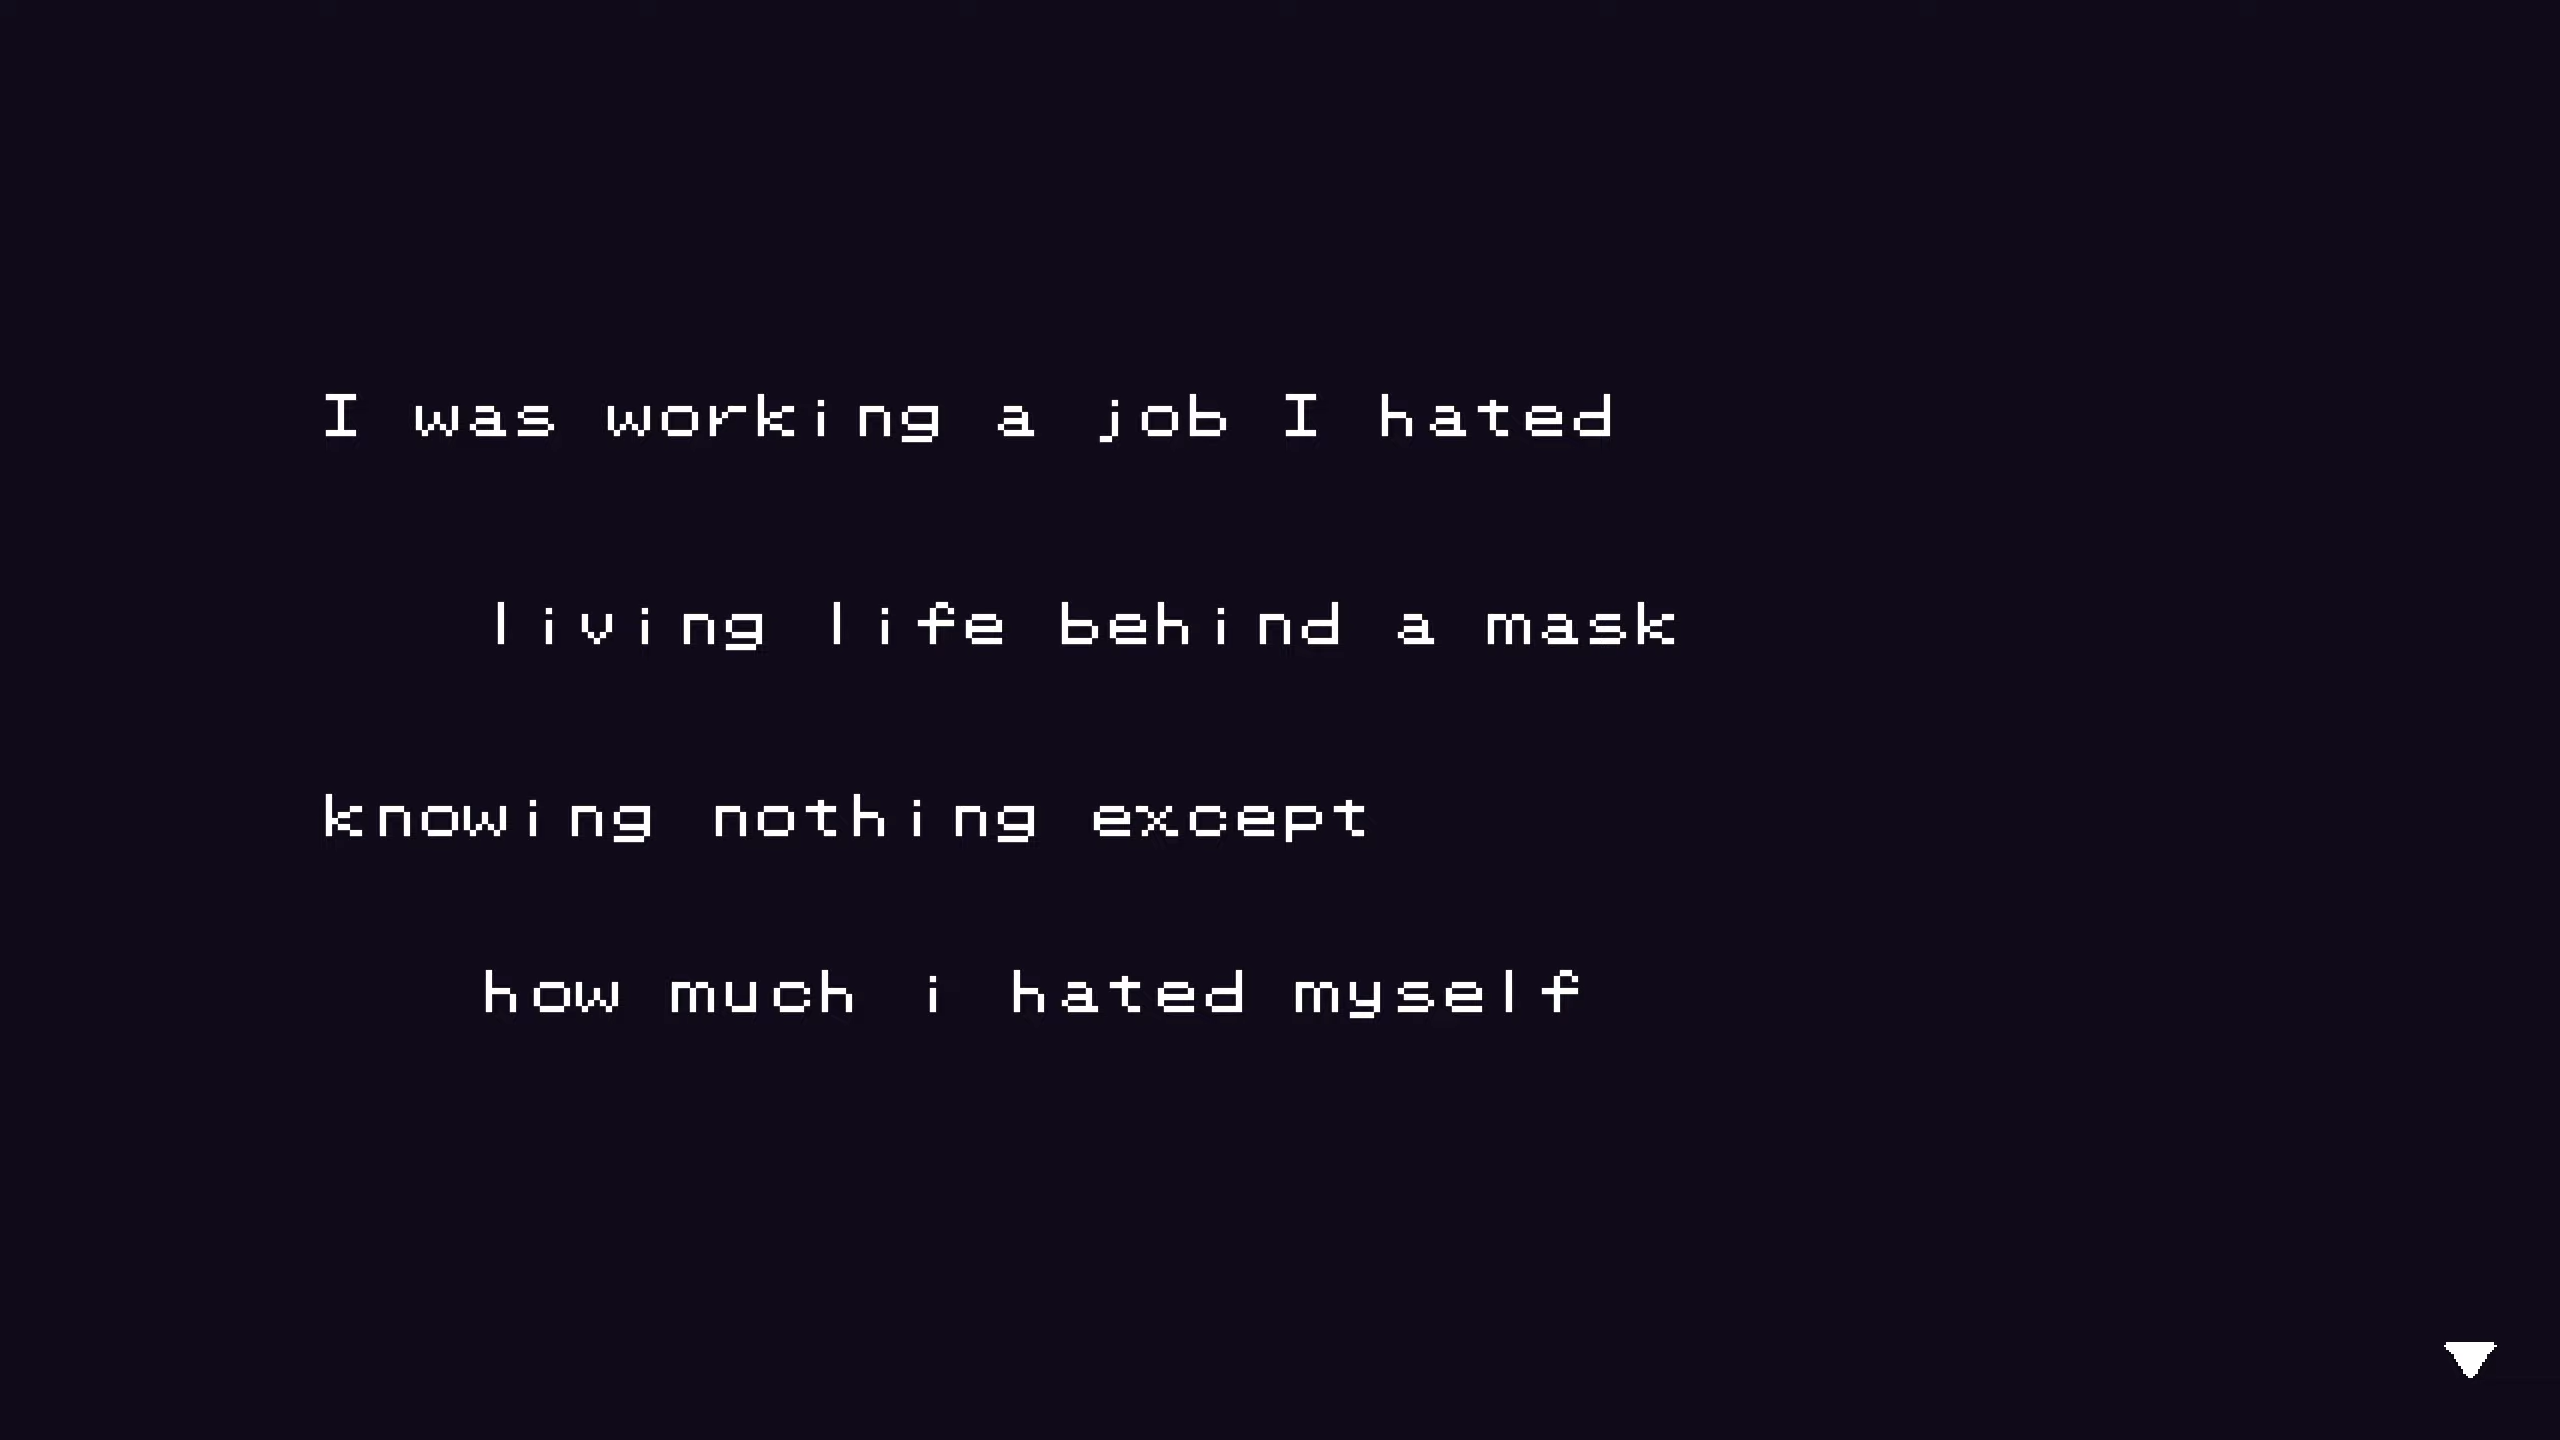 I was working a job I hated
living life behind a mask
knowing nothing except
how much i hated myself